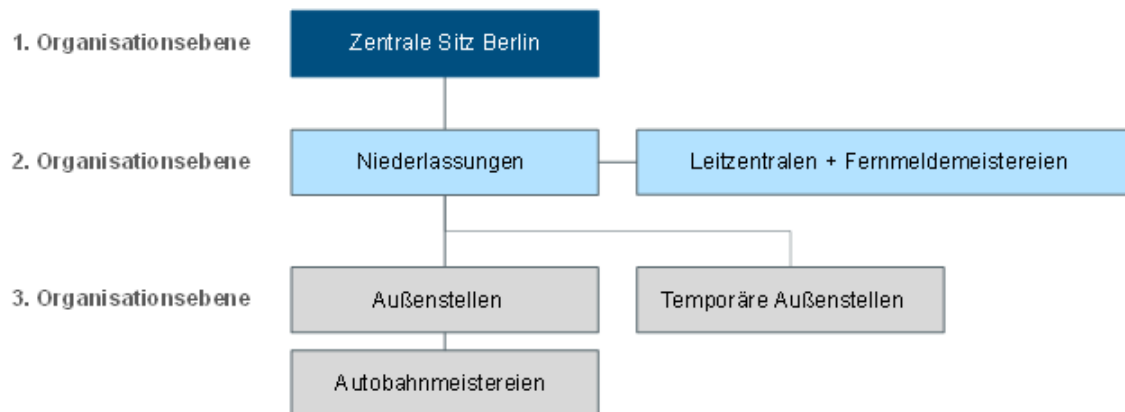 1. Organisationsebene
Zentrale Sitz Berlin
2. Organisationsebene
Niederlassungen
Leitzentralen + Fernmeldemeistereien
3. Organisationsebene
Außenstellen
Temporäre Außenstellen
Autobahnmeistereien